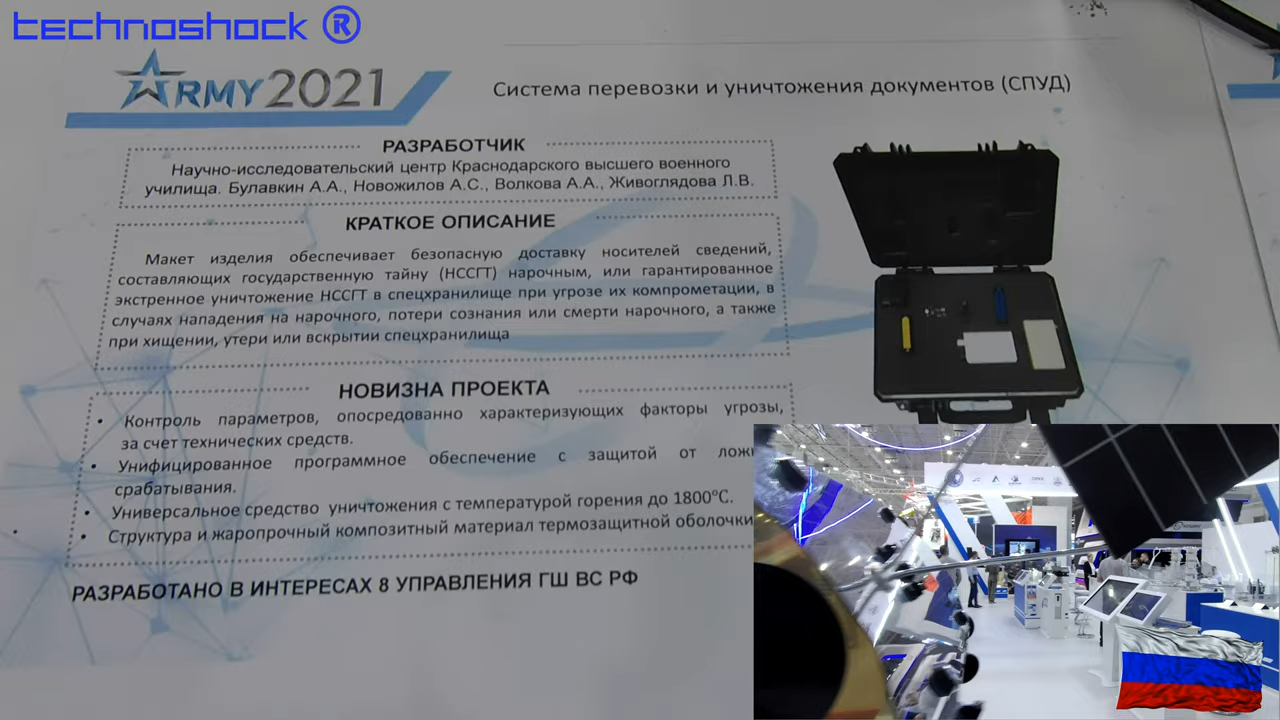 technoshock ®
ARMY2021
Система перевозки и уничтожения документов (СПУД)
РАЗРАБОТЧИК
Научно-исследовательский центр Краснодарского высшего военного
училища. Булавкин А.А., Новожилов А.С., Волкова А.А., Живоглядова Л.В.
КРАТКОЕ ОПИСАНИЕ
Макет изделия обеспечивает безопасную доставку носителей сведений,
составляющих государственную тайну (НССГТ) нарочным, или гарантированное
экстренное уничтожение НССГТ в спецхранилище при угрозе их компрометации, в
случаях нападения на нарочного, потери сознания или смерти нарочного, а также
при хищении, утери или вскрытии спецхранилища
НОВИЗНА ПРОЕКТА
• Контроль параметров, опосредованно характеризующих факторы угрозы,
за счет технических средств.
• Унифицированное программное обеспечение с защитой от лож
срабатывания.
• Универсальное средство уничтожения с температурой горения до 1800°С.
• Структура и жаропрочный композитный материал термозащитной оболочки
РАЗРАБОТАНО В ИНТЕРЕСАХ 8 УПРАВЛЕНИЯ ГШ ВС РФ